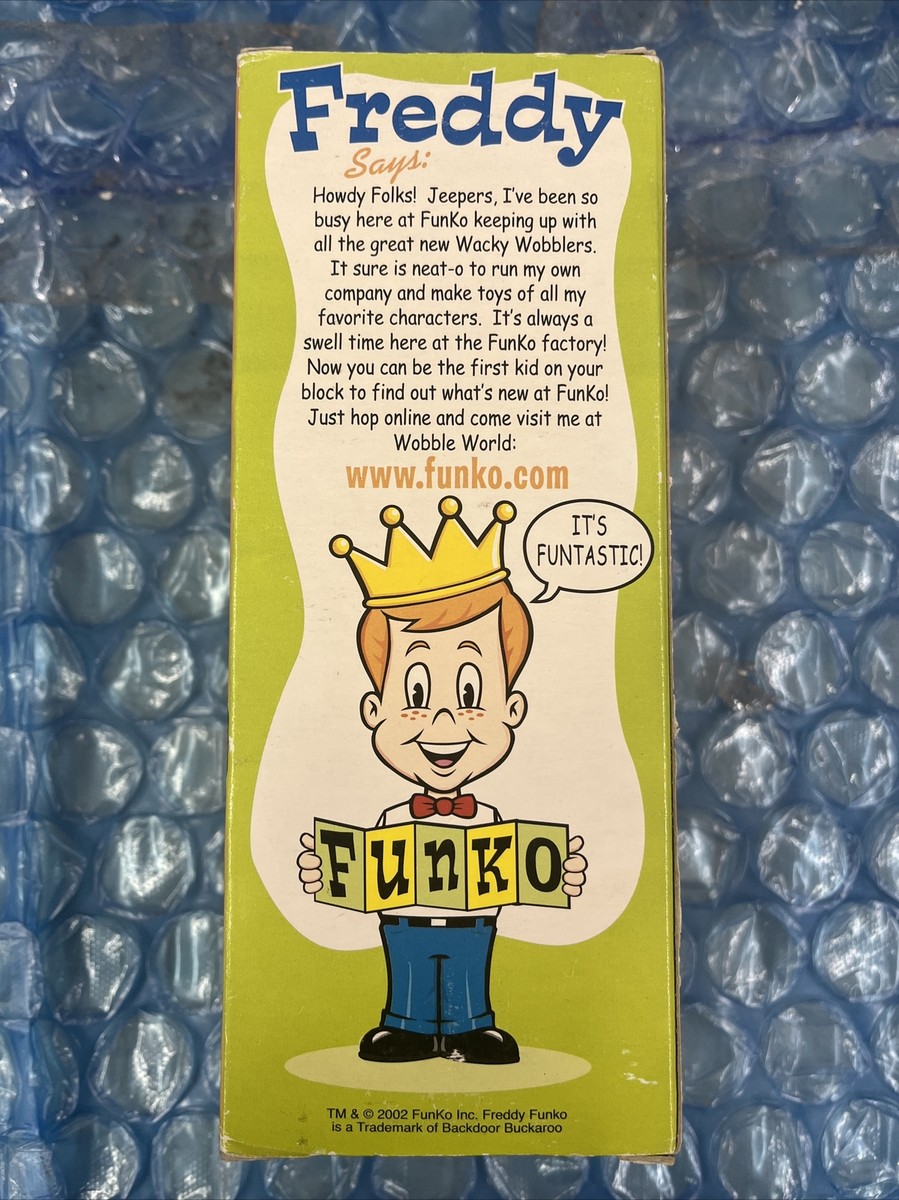 Freddy
Says:
Howdy Folks! Jeepers, I've been so
busy here at FunKo keeping up with
all the great new Wacky Wobblers.
It sure is neat-o to run my own
company and make toys of all my
favorite characters. It's always a
swell time here at the FunKo factory!
Now you can be the first kid on your
block to find out what's new at FunKo!
Just hop online and come visit me at
Wobble World:
www.funko.com
IT'S
FUNTASTIC!
FunKo
TM & © 2002 FunKo Inc. Freddy Funko
is a Trademark of Backdoor Buckaroo